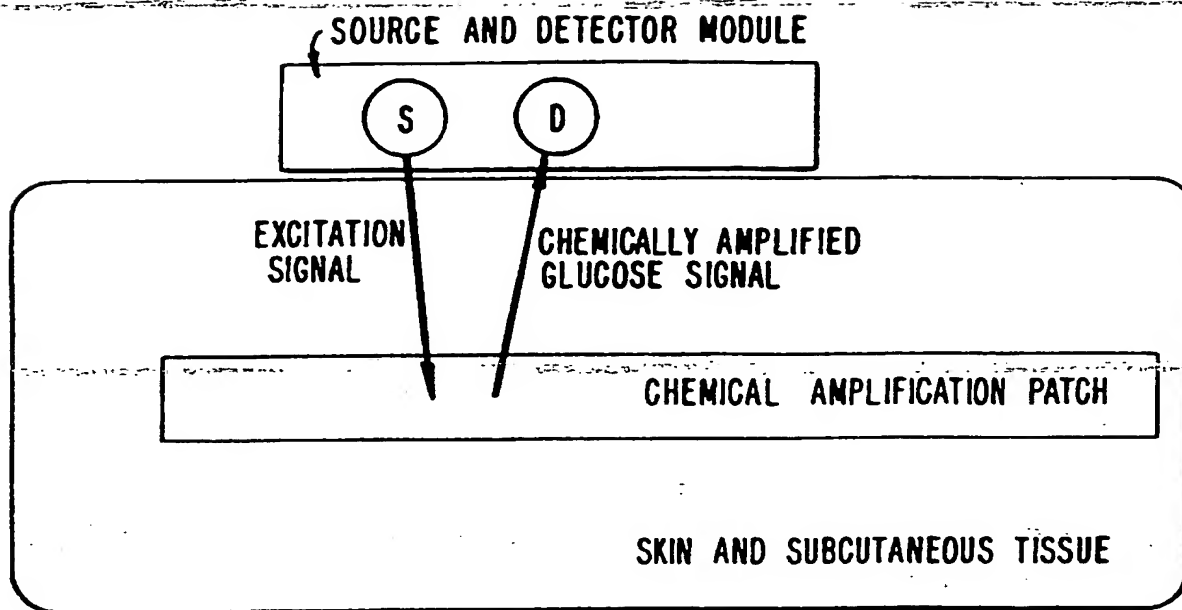 SOURCE AND DETECTOR MODULE
S
D
EXCITATION
SIGNAL
CHEMICALLY AMPLIFIED
GLUCOSE SIGNAL
CHEMICAL AMPLIFICATION PATCH
SKIN AND SUBCUTANEOUS TISSUE